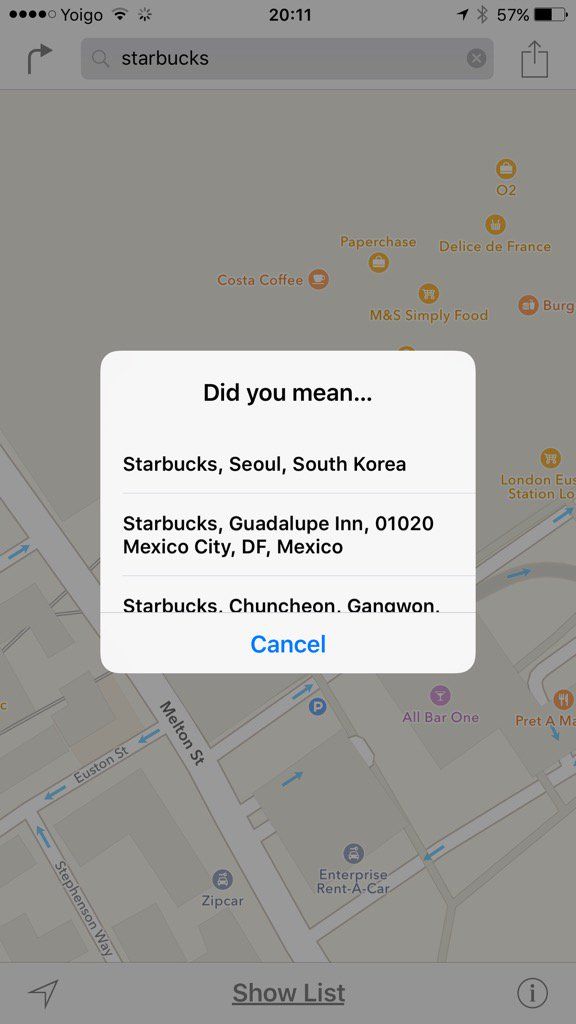 Yoigo 20:11 57%
starbucks
O2
Paperchase
Delice de France
Costa Coffee
M&S Simply Food
Burg
Did you mean...
Starbucks, Seoul, South Korea
London Eus
Station Lo
Starbucks, Guadalupe Inn, 01020
Mexico City, DF, Mexico
Starbucks, Chuncheon, Gangwon,
Cancel
c
P
All Bar One
Pret A Ma
Melton St
Euston St
Stephenson Way
Zipcar
Enterprise
Rent-A-Car
Show List